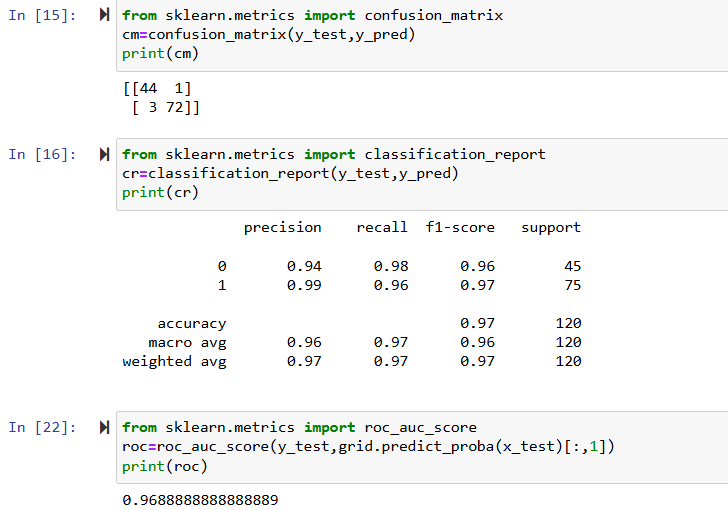 In [15]: from sklearn.metrics import confusion_matrix
cm=confusion_matrix(y_test,y_pred)
print(cm)
[[44  1]
 [ 3 72]]
In [16]: from sklearn.metrics import classification_report
cr=classification_report(y_test,y_pred)
print(cr)
              precision    recall  f1-score   support
           0       0.94      0.98      0.96        45
           1       0.99      0.96      0.97        75
    accuracy                           0.97       120
   macro avg       0.96      0.97      0.96       120
weighted avg       0.97      0.97      0.97       120
In [22]: from sklearn.metrics import roc_auc_score
roc=roc_auc_score(y_test,grid.predict_proba(x_test)[:,1])
print(roc)
0.9688888888888889